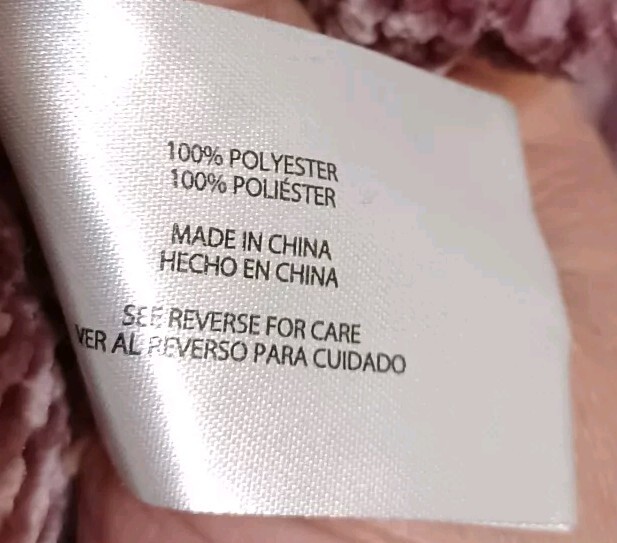 100% POLYESTER
100% POLIÉSTER
MADE IN CHINA
HECHO EN CHINA
SEE REVERSE FOR CARE
VER AL REVERSO PARA CUIDADO